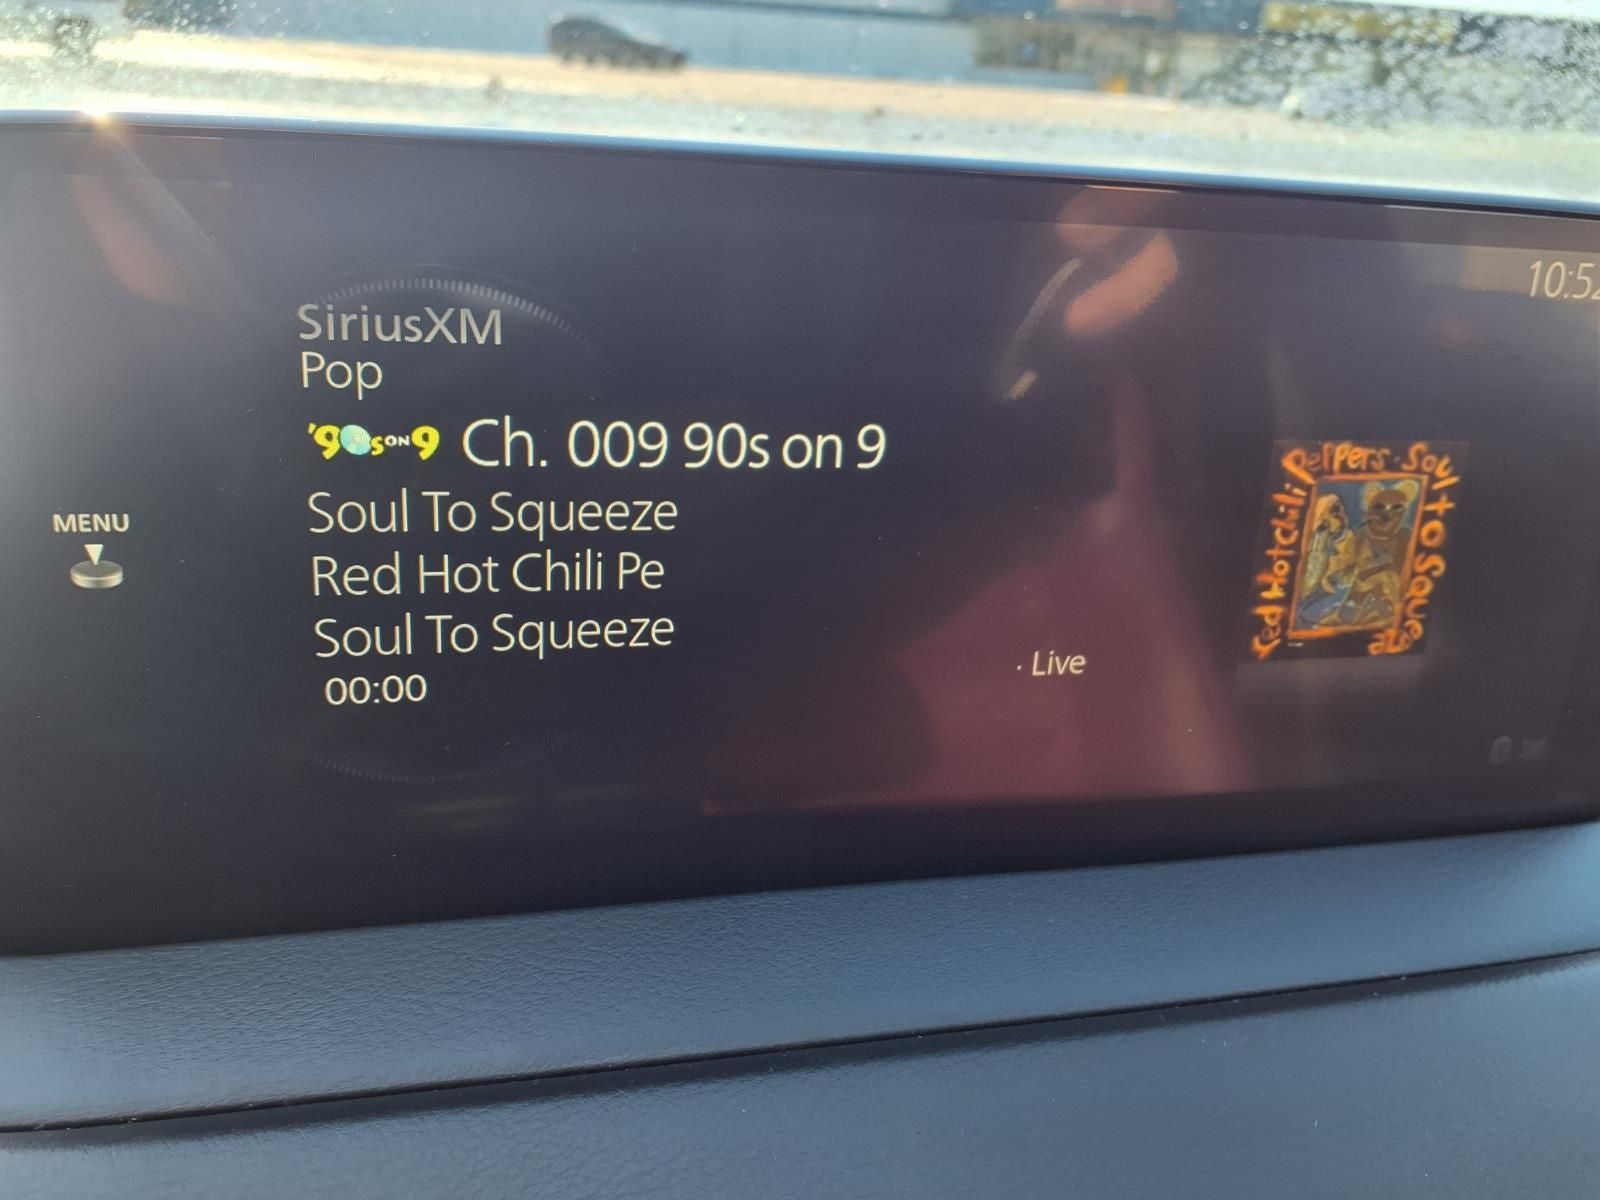 10:5
SiriusXM
Pop
'90s ON 9 Ch. 009 90s on 9
Soul To Squeeze
Red Hot Chili Pe
Soul To Squeeze
00:00
· Live
MENU
red Hot chili Peppers · Soul to Squeeze